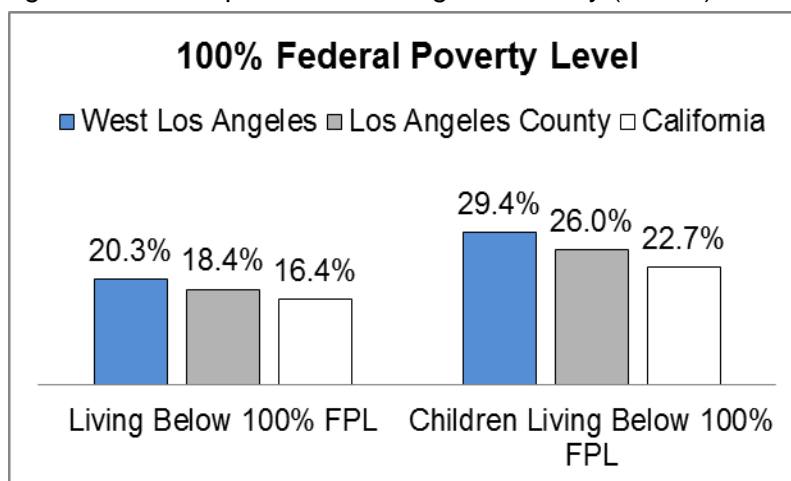 100% Federal Poverty Level
West Los Angeles Los Angeles County California
20.3% 18.4% 16.4%
29.4% 26.0% 22.7%
Living Below 100% FPL
Children Living Below 100%
FPL